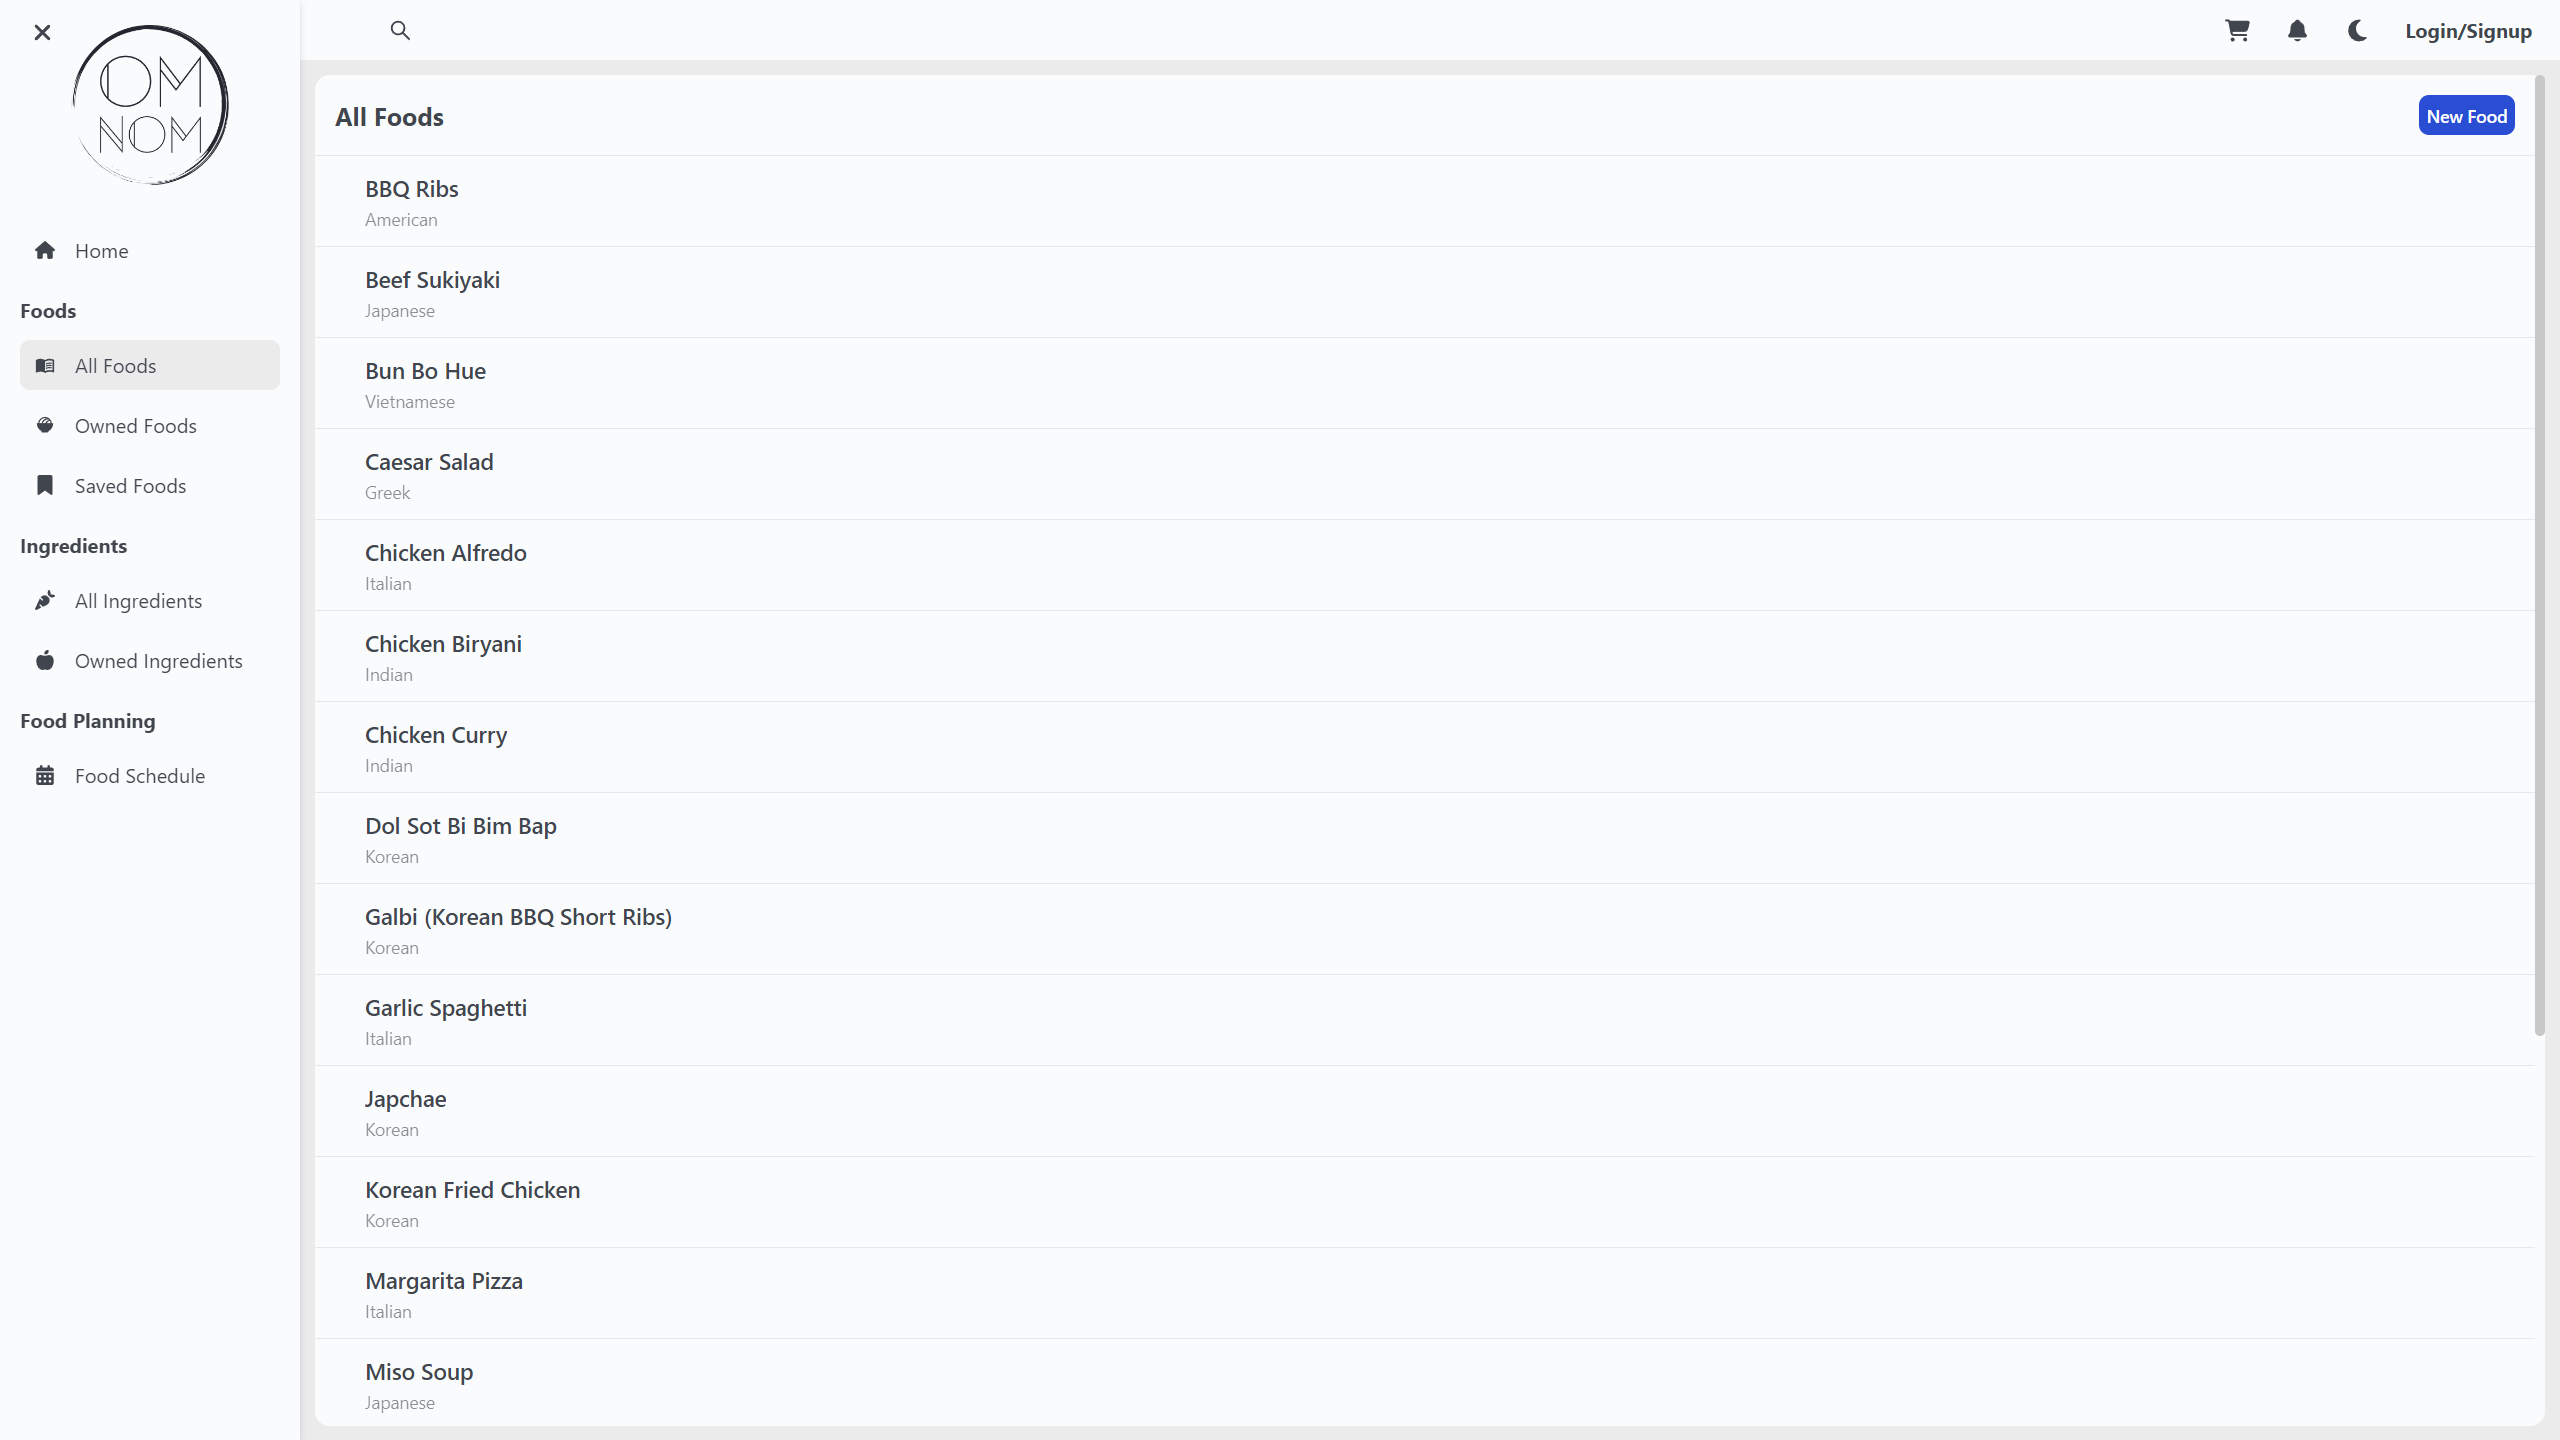 OM
NOM
Home
Foods
All Foods
Owned Foods
Saved Foods
Ingredients
All Ingredients
Owned Ingredients
Food Planning
Food Schedule
Login/Signup
All Foods
New Food
BBQ Ribs
American
Beef Sukiyaki
Japanese
Bun Bo Hue
Vietnamese
Caesar Salad
Greek
Chicken Alfredo
Italian
Chicken Biryani
Indian
Chicken Curry
Indian
Dol Sot Bi Bim Bap
Korean
Galbi (Korean BBQ Short Ribs)
Korean
Garlic Spaghetti
Italian
Japchae
Korean
Korean Fried Chicken
Korean
Margarita Pizza
Italian
Miso Soup
Japanese